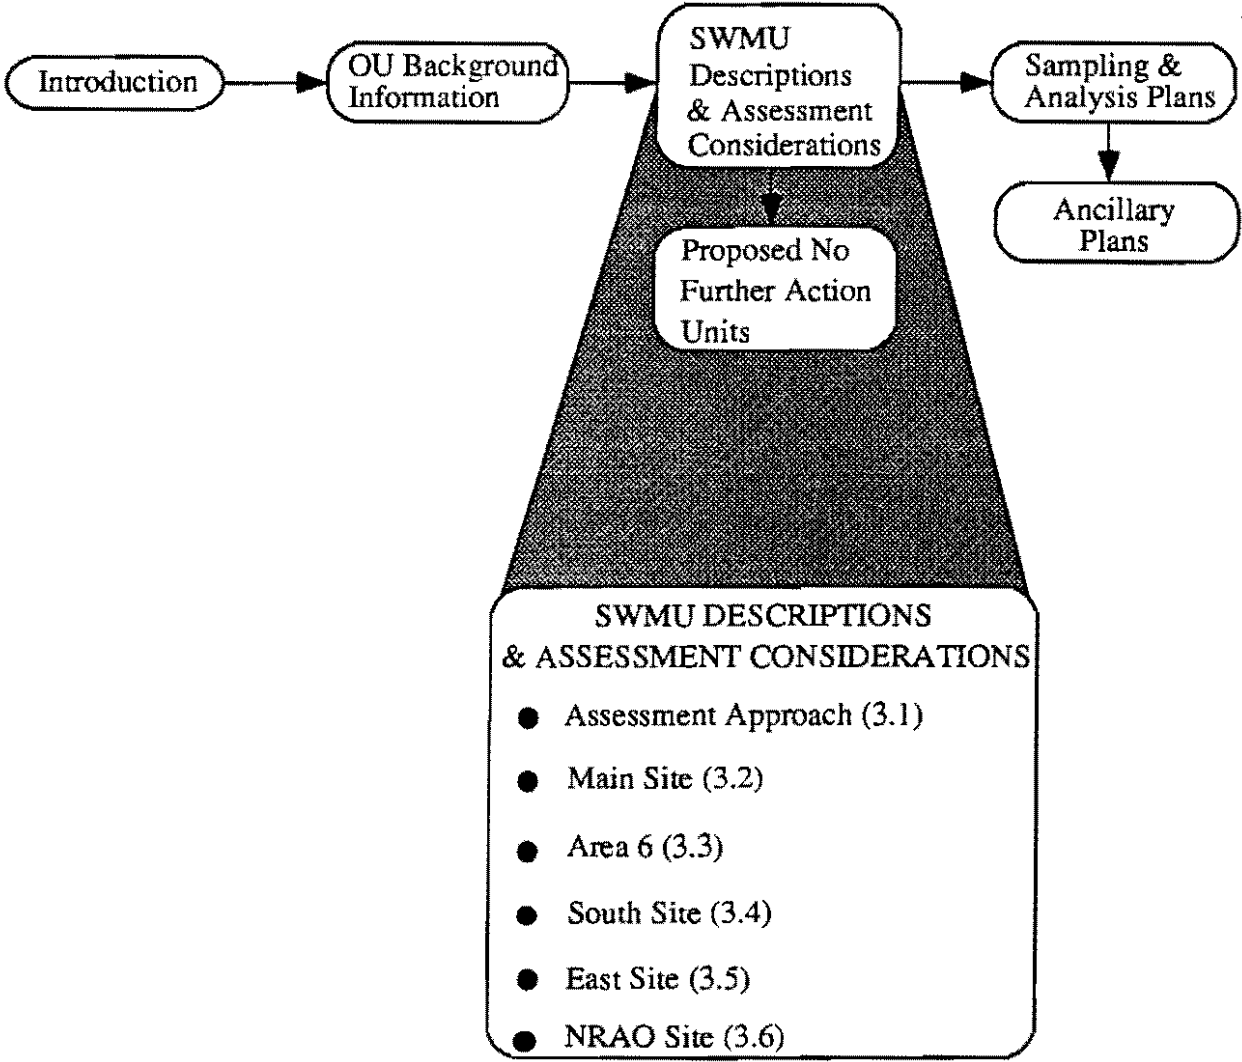 Introduction
OU Background
Information
SWMU
Descriptions
& Assessment
Considerations
Sampling &
Analysis Plans
Ancillary
Plans
Proposed No
Further Action
Units
SWMU DESCRIPTIONS
& ASSESSMENT CONSIDERATIONS
● Assessment Approach (3.1)
● Main Site (3.2)
● Area 6 (3.3)
● South Site (3.4)
● East Site (3.5)
● NRAO Site (3.6)